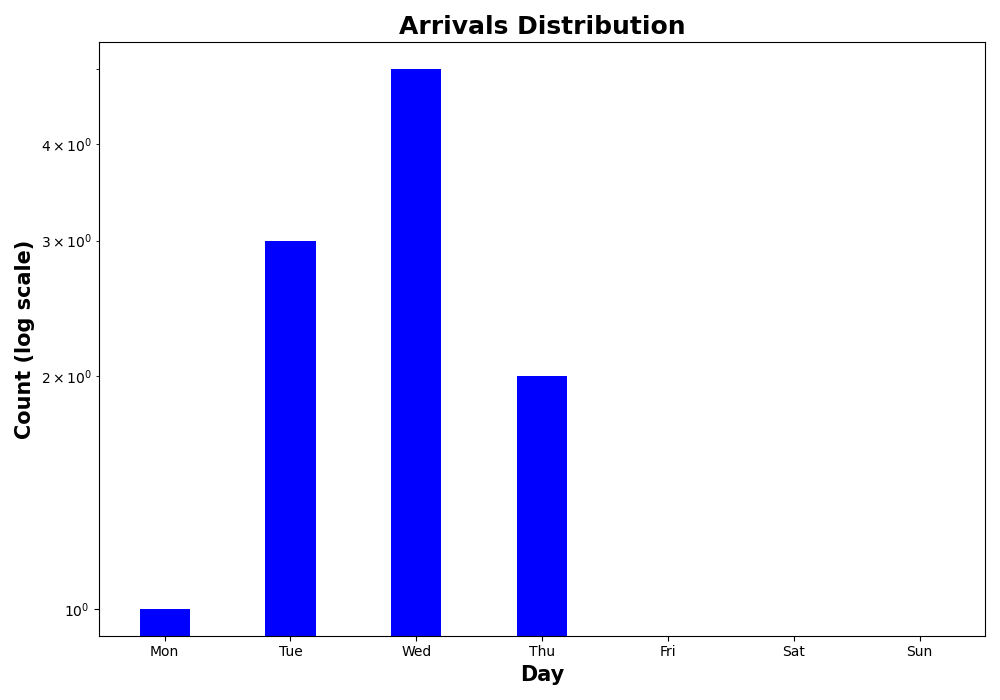 Arrivals Distribution
Count (log scale)
4 × 10⁰
3 × 10⁰
2 × 10⁰
10⁰
Mon Tue Wed Thu Fri Sat Sun
Day